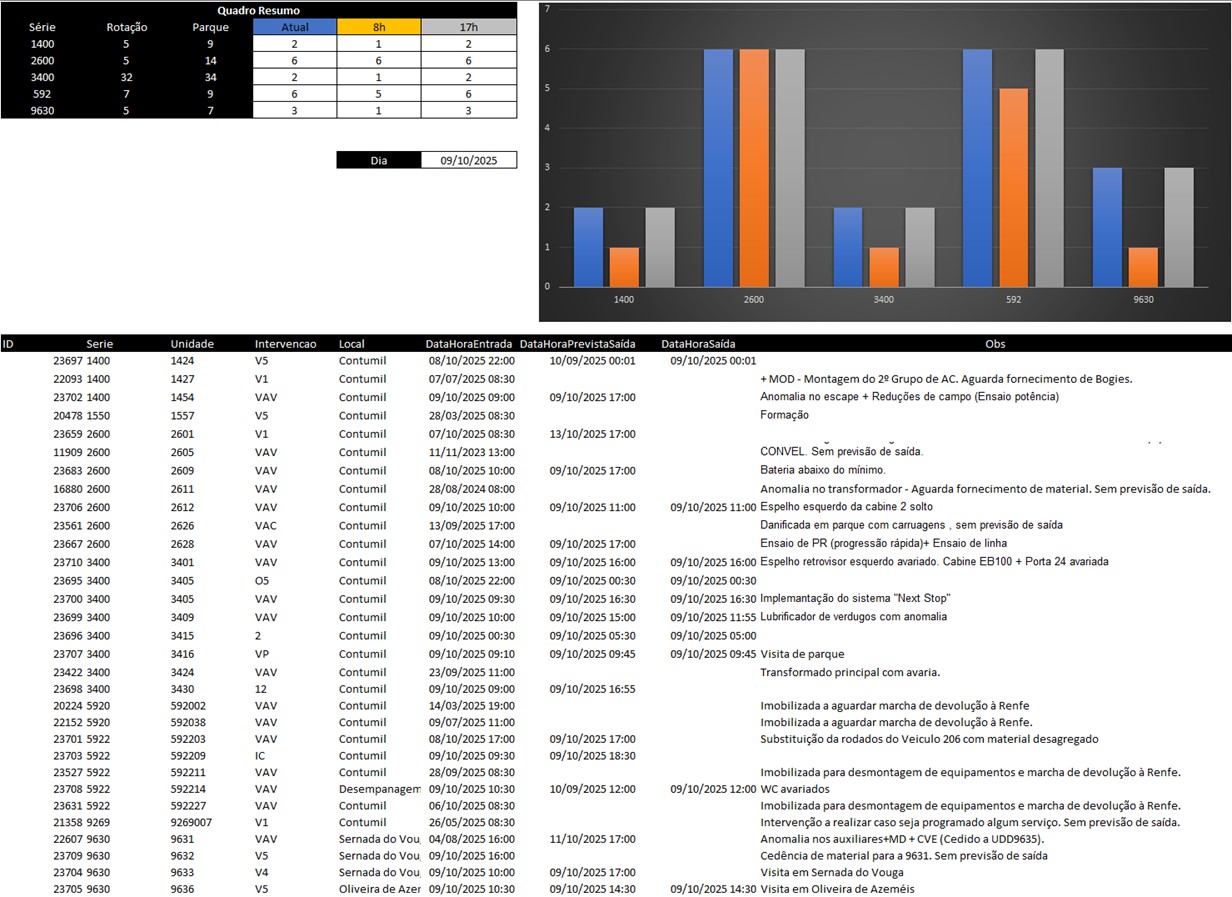 Quadro Resumo
Série Rotação Parque Atual 8h 17h
1400 5 9 2 1 2
2600 5 14 6 6 6
3400 32 34 2 1 2
592 7 9 6 5 6
9630 5 7 3 1 3
Dia 09/10/2025
7
6
5
4
3
2
1
0
1400 2600 3400 592 9630
ID Serie Unidade Intervencao Local DataHoraEntrada DataHoraPrevistaSaída DataHoraSaída Obs
23697 1400 1424 V5 Contumil 08/10/2025 22:00 10/09/2025 00:01 09/10/2025 00:01
22093 1400 1427 V1 Contumil 07/07/2025 08:30 + MOD - Montagem do 2º Grupo de AC. Aguarda fornecimento de Bogies.
23702 1400 1454 VAV Contumil 09/10/2025 09:00 09/10/2025 17:00 Anomalia no escape + Reduções de campo (Ensaio potência)
20478 1550 1557 V5 Contumil 28/03/2025 08:30 Formação
23659 2600 2601 V1 Contumil 07/10/2025 08:30 13/10/2025 17:00
11909 2600 2605 VAV Contumil 11/11/2023 13:00 CONVEL. Sem previsão de saída.
23683 2600 2609 VAV Contumil 08/10/2025 10:00 09/10/2025 17:00 Bateria abaixo do mínimo.
16880 2600 2611 VAV Contumil 28/08/2024 08:00 Anomalia no transformador - Aguarda fornecimento de material. Sem previsão de saída.
23706 2600 2612 VAV Contumil 09/10/2025 10:00 09/10/2025 11:00 09/10/2025 11:00 Espelho esquerdo da cabine 2 solto
23561 2600 2626 VAC Contumil 13/09/2025 17:00 Danificada em parque com carruagens , sem previsão de saída
23667 2600 2628 VAV Contumil 07/10/2025 14:00 09/10/2025 17:00 Ensaio de PR (progressão rápida)+ Ensaio de linha
23710 3400 3401 VAV Contumil 09/10/2025 13:00 09/10/2025 16:00 09/10/2025 16:00 Espelho retrovisor esquerdo avariado. Cabine EB100 + Porta 24 avariada
23695 3400 3405 O5 Contumil 08/10/2025 22:00 09/10/2025 00:30 09/10/2025 00:30
23700 3400 3405 VAV Contumil 09/10/2025 09:30 09/10/2025 16:30 09/10/2025 16:30 Implemantação do sistema "Next Stop"
23699 3400 3409 VAV Contumil 09/10/2025 10:00 09/10/2025 15:00 09/10/2025 11:55 Lubrificador de verdugos com anomalia
23696 3400 3415 2 Contumil 09/10/2025 00:30 09/10/2025 05:30 09/10/2025 05:00
23707 3400 3416 VP Contumil 09/10/2025 09:10 09/10/2025 09:45 09/10/2025 09:45 Visita de parque
23422 3400 3424 VAV Contumil 23/09/2025 11:00 Transformado principal com avaria.
23698 3400 3430 12 Contumil 09/10/2025 09:00 09/10/2025 16:55
20224 5920 592002 VAV Contumil 14/03/2025 19:00 Imobilizada a aguardar marcha de devolução à Renfe
22152 5920 592038 VAV Contumil 09/07/2025 11:00 Imobilizada a aguardar marcha de devolução à Renfe.
23701 5922 592203 VAV Contumil 08/10/2025 17:00 09/10/2025 17:00 Substituição da rodados do Veiculo 206 com material desagregado
23703 5922 592209 IC Contumil 09/10/2025 09:30 09/10/2025 18:30
23527 5922 592211 VAV Contumil 28/09/2025 08:30 Imobilizada para desmontagem de equipamentos e marcha de devolução à Renfe.
23708 5922 592214 VAV Desempanagem 09/10/2025 10:30 10/09/2025 12:00 09/10/2025 12:00 WC avariados
23631 5922 592227 VAV Contumil 06/10/2025 08:30 Imobilizada para desmontagem de equipamentos e marcha de devolução à Renfe.
21358 9269 9269007 V1 Contumil 26/05/2025 08:30 Intervenção a realizar caso seja programado algum serviço. Sem previsão de saída.
22607 9630 9631 VAV Sernada do Vou 04/08/2025 16:00 11/10/2025 17:00 Anomalia nos auxiliares+MD + CVE (Cedido a UDD9635).
23709 9630 9632 V5 Sernada do Vou 09/10/2025 16:00 Cedência de material para a 9631. Sem previsão de saída
23704 9630 9633 V4 Sernada do Vou 09/10/2025 10:00 09/10/2025 17:00 Visita em Sernada do Vouga
23705 9630 9636 V5 Oliveira de Azer 09/10/2025 10:30 09/10/2025 14:30 09/10/2025 14:30 Visita em Oliveira de Azeméis